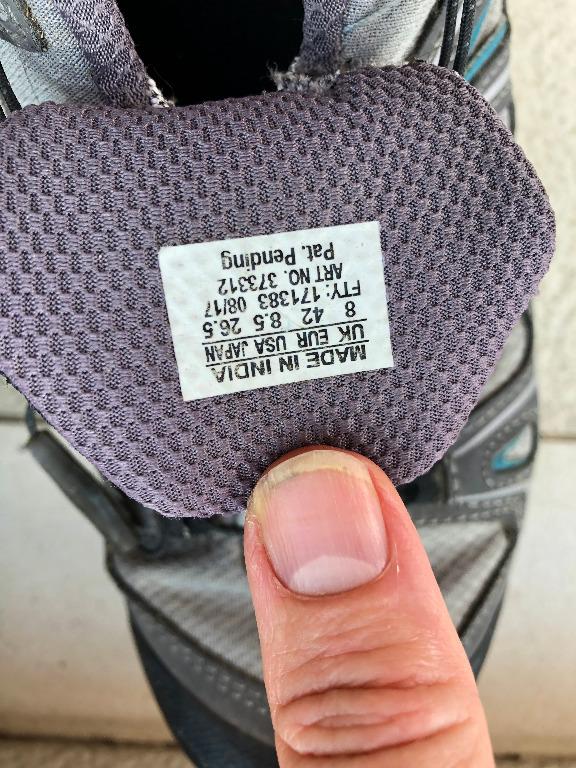 MADE IN INDIA
UK EUR USA JAPAN
8 42 8.5 26.5
FTY: 171383 08/17
ART NO. 373312
Pat. Pending